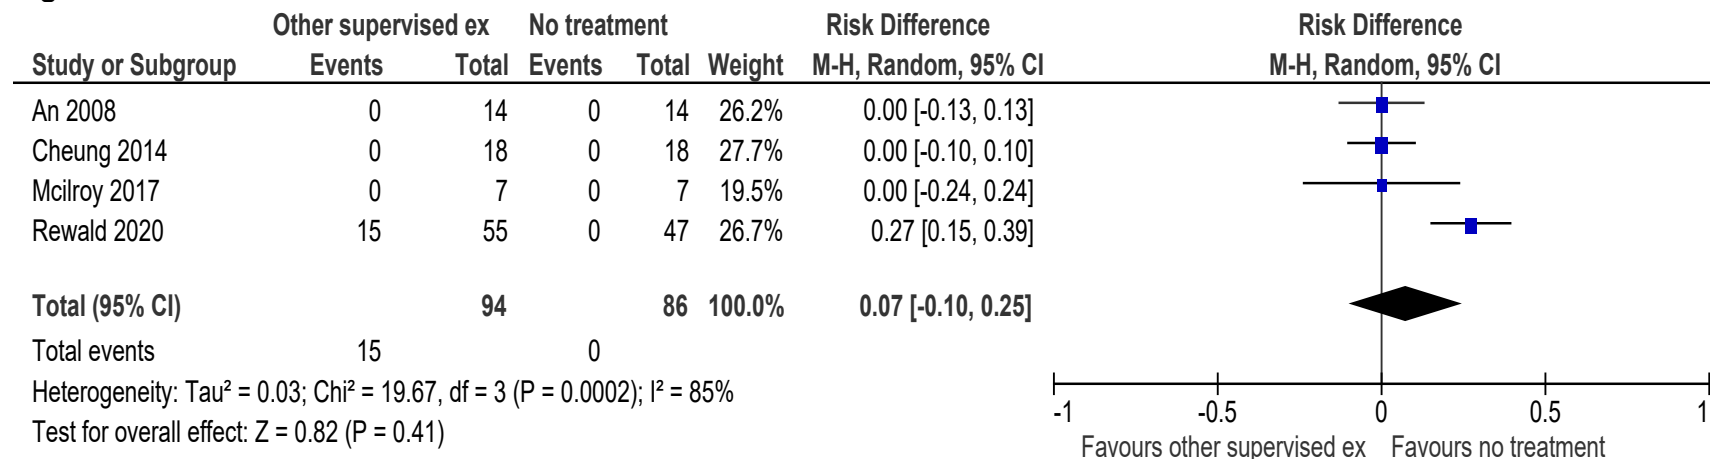 Other supervised ex No treatment Risk Difference Risk Difference
Study or Subgroup Events Total Events Total Weight M-H, Random, 95% CI M-H, Random, 95% CI
An 2008 0 14 0 14 26.2% 0.00 [-0.13, 0.13]
Cheung 2014 0 18 0 18 27.7% 0.00 [-0.10, 0.10]
Mcilroy 2017 0 7 0 7 19.5% 0.00 [-0.24, 0.24]
Rewald 2020 15 55 0 47 26.7% 0.27 [0.15, 0.39]
Total (95% CI) 94 86 100.0% 0.07 [-0.10, 0.25]
Total events 15 0
Heterogeneity: Tau² = 0.03; Chi² = 19.67, df = 3 (P = 0.0002); I² = 85%
Test for overall effect: Z = 0.82 (P = 0.41)
-1 -0.5 0 0.5 1
Favours other supervised ex Favours no treatment